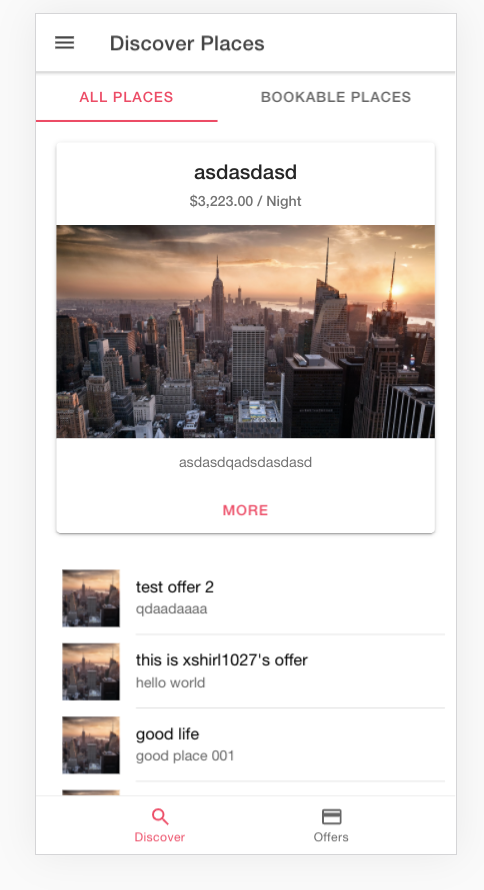 Discover Places
ALL PLACES
BOOKABLE PLACES
asdasdasd
$3,223.00 / Night
asdasdqadsdasdasd
MORE
test offer 2
qdaadaaaa
this is xshirl1027's offer
hello world
good life
good place 001
Discover
Offers